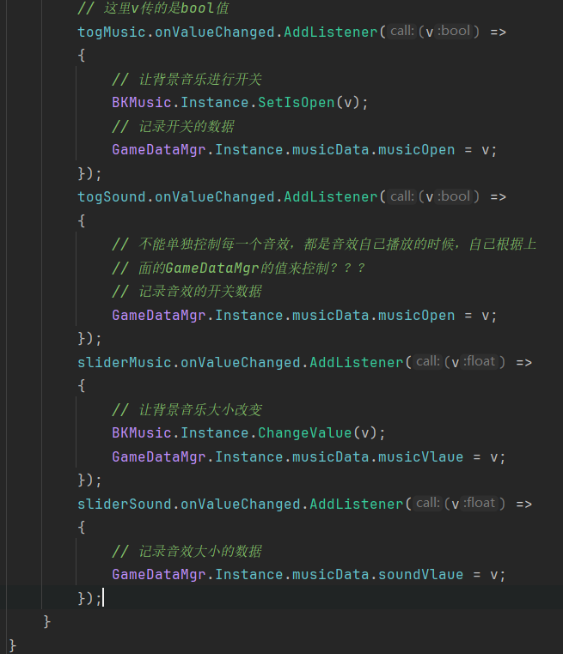 // 这里v传的是bool值
togMusic.onValueChanged.AddListener(call:(v:bool) =>
{
// 让背景音乐进行开关
BKMusic.Instance.SetIsOpen(v);
// 记录开关的数据
GameDataMgr.Instance.musicData.musicOpen = v;
});
togSound.onValueChanged.AddListener(call:(v:bool) =>
{
// 不能单独控制每一个音效，都是音效自己播放的时候，自己根据上
// 面的GameDataMgr的值来控制？？？
// 记录音效的开关数据
GameDataMgr.Instance.musicData.musicOpen = v;
});
sliderMusic.onValueChanged.AddListener(call:(v:float) =>
{
// 让背景音乐大小改变
BKMusic.Instance.ChangeValue(v);
GameDataMgr.Instance.musicData.musicVlaue = v;
});
sliderSound.onValueChanged.AddListener(call:(v:float) =>
{
// 记录音效大小的数据
GameDataMgr.Instance.musicData.soundVlaue = v;
});
}
}